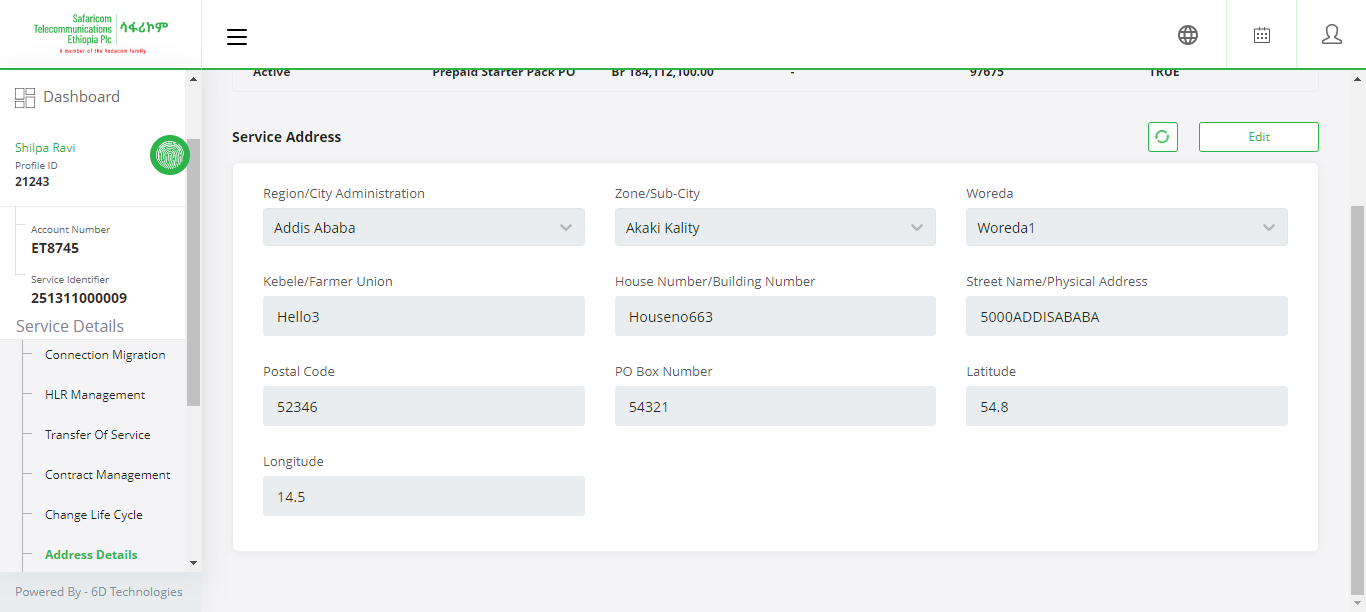 Safaricom
Telecommunications
Ethiopia Plc
ሳፋሪኮም
A member of the Vodacom family
Active Prepaid Starter Pack PO Br 184,112,100.00 - 97675 TRUE
Dashboard
Shilpa Ravi
Profile ID
21243
Account Number
ET8745
Service Identifier
251311000009
Service Details
Connection Migration
HLR Management
Transfer Of Service
Contract Management
Change Life Cycle
Address Details
Powered By - 6D Technologies
Service Address
Edit
Region/City Administration Zone/Sub-City Woreda
Addis Ababa Akaki Kality Woreda1
Kebele/Farmer Union House Number/Building Number Street Name/Physical Address
Hello3 Houseno663 5000ADDISABABA
Postal Code PO Box Number Latitude
52346 54321 54.8
Longitude
14.5